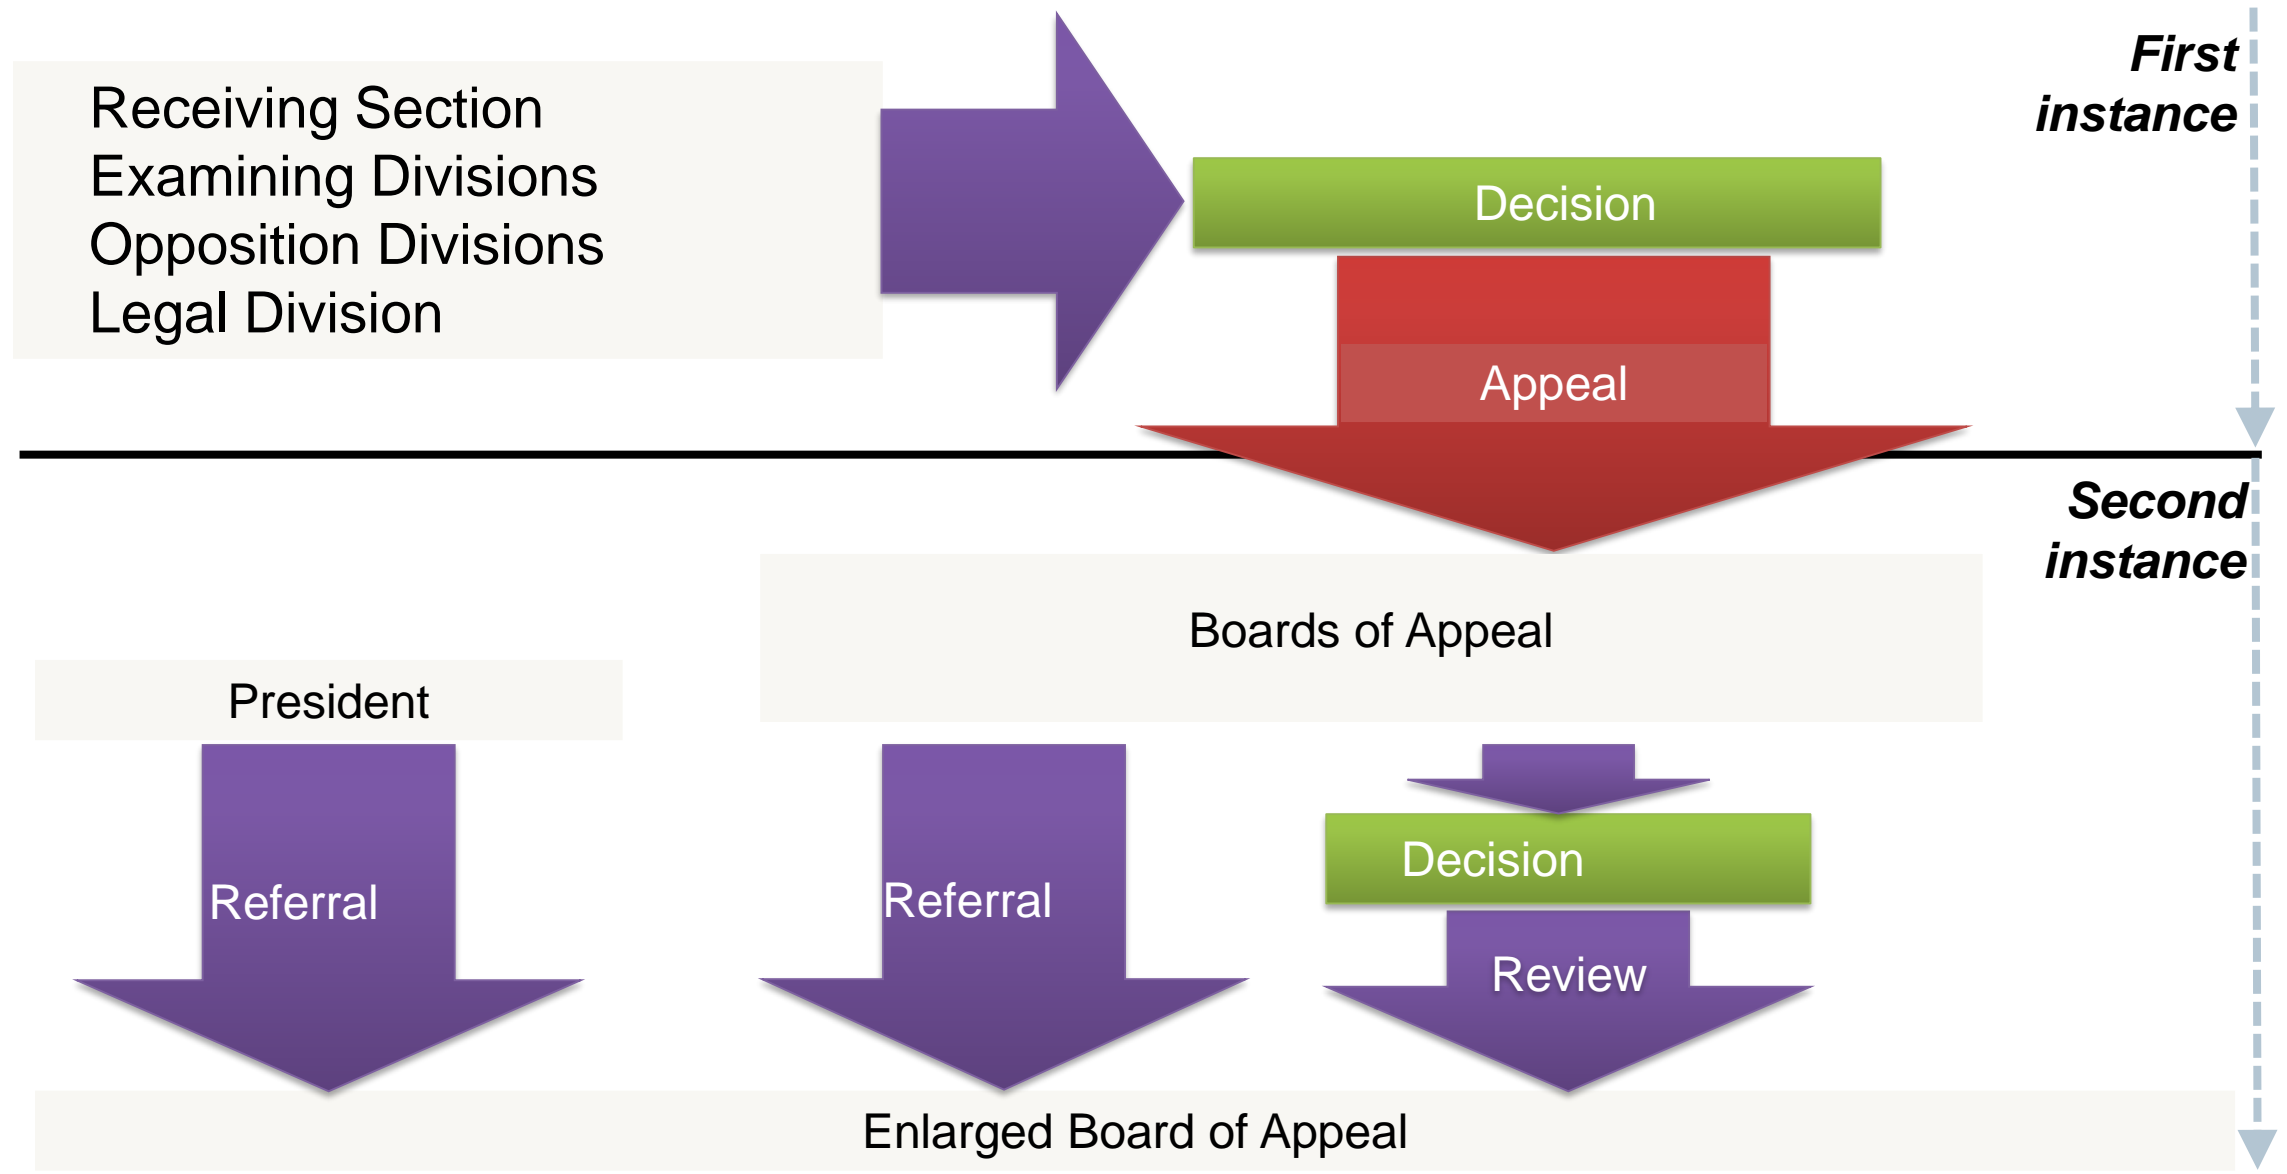 First
instance
Receiving Section
Examining Divisions
Opposition Divisions
Legal Division
Decision
Appeal
Second
instance
Boards of Appeal
President
Referral
Referral
Decision
Review
Enlarged Board of Appeal